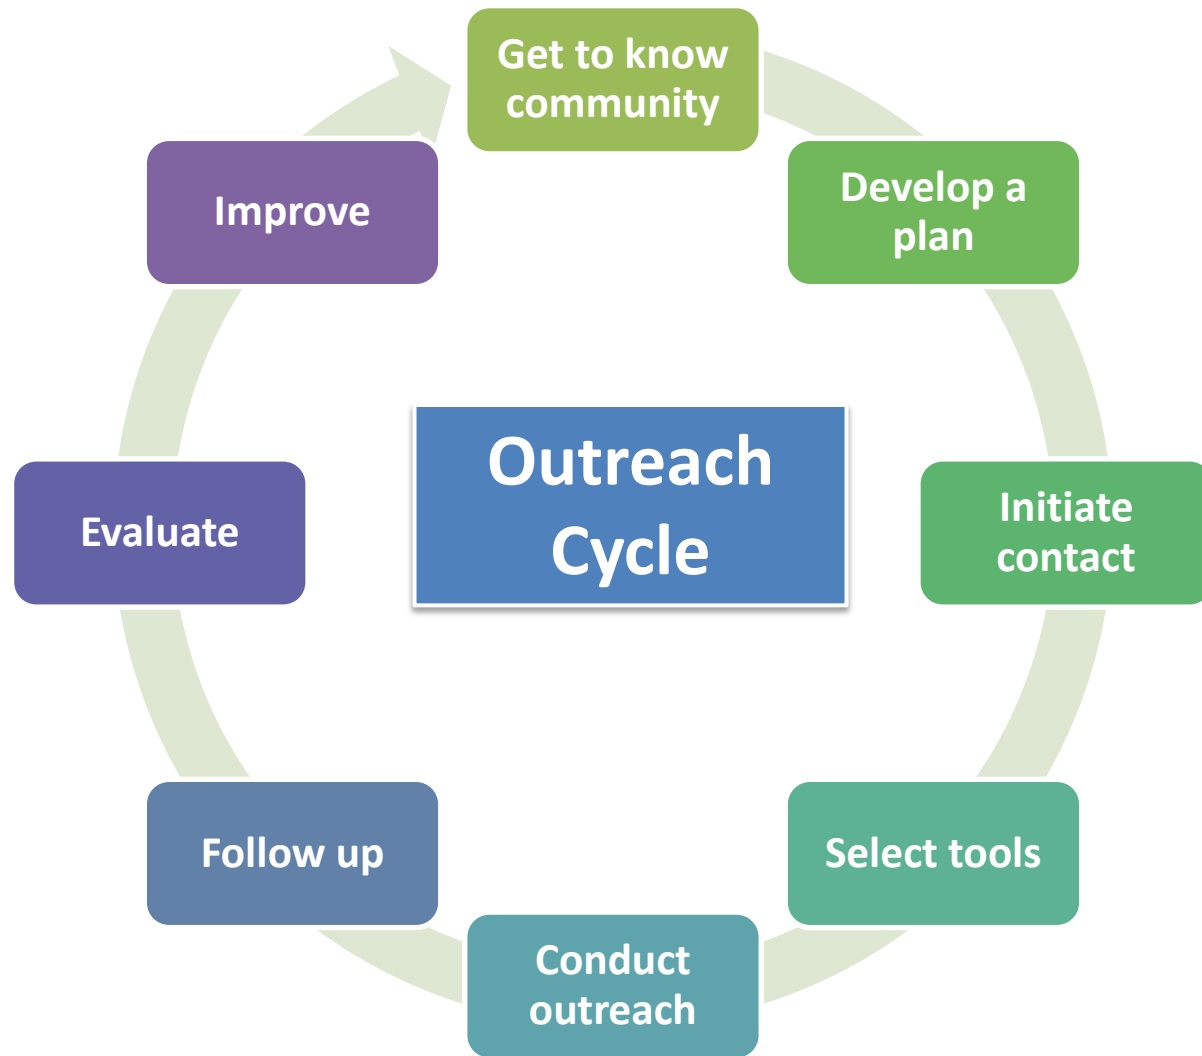 Get to know
community
Develop a
plan
Initiate
contact
Select tools
Conduct
outreach
Follow up
Evaluate
Improve
Outreach
Cycle